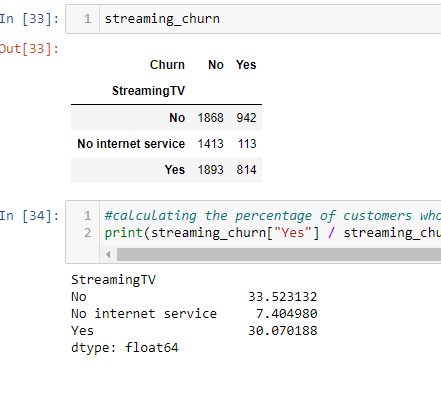 In [33]: 1 streaming_churn
Out[33]:
Churn No Yes
StreamingTV
No 1868 942
No internet service 1413 113
Yes 1893 814
In [34]: 1 #calculating the percentage of customers who
2 print(streaming_churn["Yes"] / streaming_chu
StreamingTV
No 33.523132
No internet service 7.404980
Yes 30.070188
dtype: float64